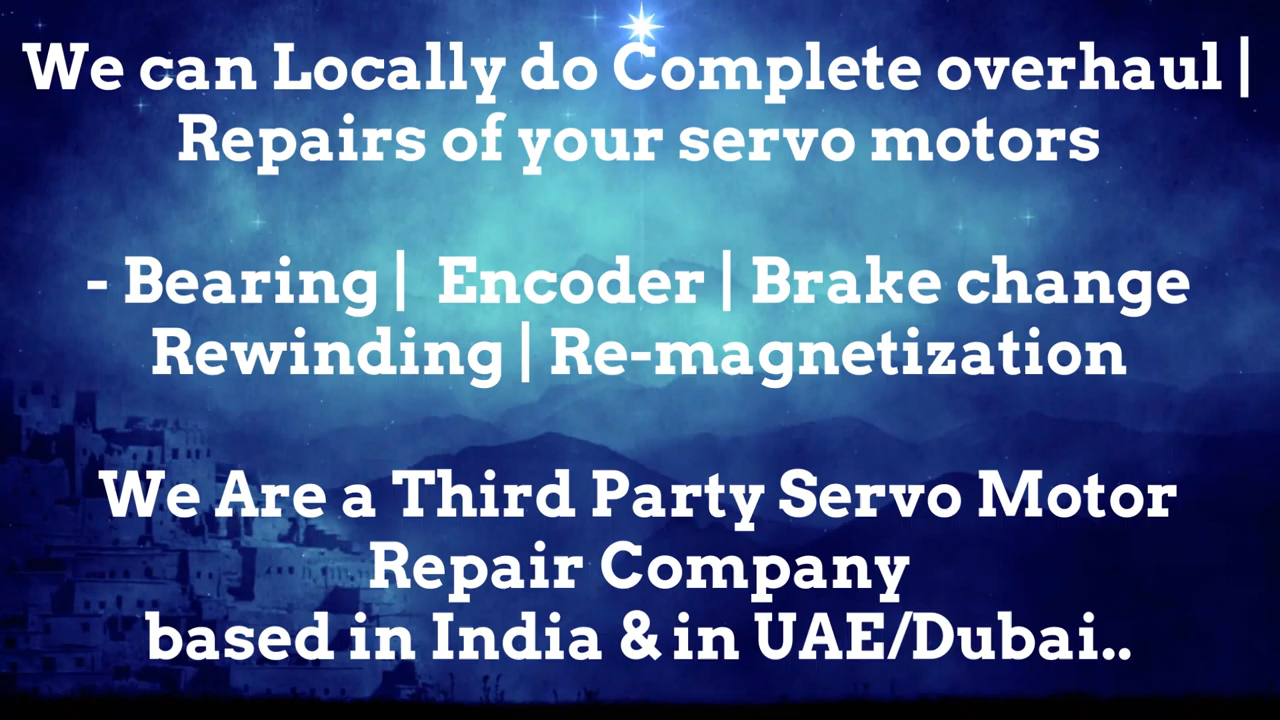 We can Locally do Complete overhaul |
Repairs of your servo motors
- Bearing | Encoder | Brake change
Rewinding | Re-magnetization
We Are a Third Party Servo Motor
Repair Company
based in India & in UAE/Dubai..